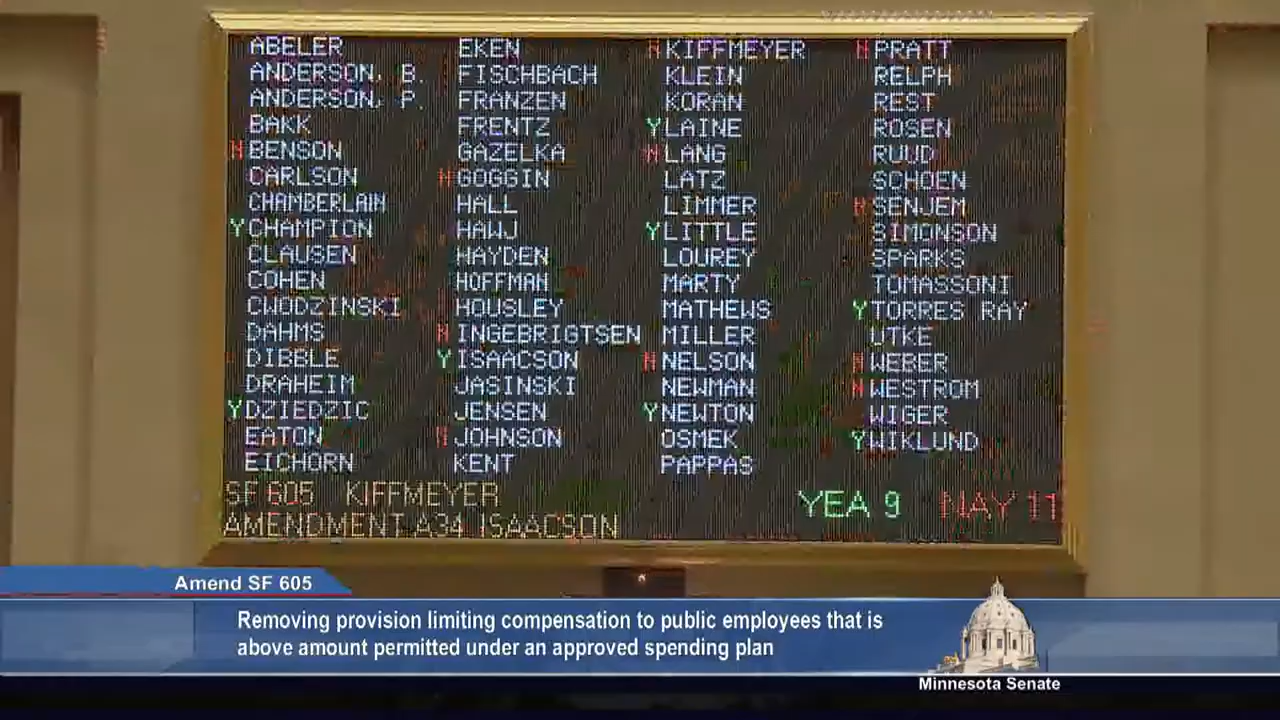 ABELER EKEN N KIFFMEYER N PRATT
ANDERSON, B. FISCHBACH KLEIN RELPH
ANDERSON, P. FRANZEN KORAN REST
BAKK FRENTZ Y LAINE ROSEN
N BENSON GAZELKA N LANG RUUD
CARLSON N GOGGIN LATZ SCHOEN
CHAMBERLAIN HALL LIMMER N SENJEM
Y CHAMPION HAWJ Y LITTLE SIMONSON
CLAUSEN HAYDEN LOUREY SPARKS
COHEN HOFFMAN MARTY TOMASSONI
CWODZINSKI HOUSLEY MATHEWS Y TORRES RAY
DAHMS N INGEBRIGTSEN MILLER UTKE
DIBBLE Y ISAACSON N NELSON N WEBER
DRAHEIM JASINSKI NEWMAN N WESTROM
Y DZIEDZIC JENSEN Y NEWTON WIGER
EATON N JOHNSON OSMEK Y WIKLUND
EICHORN KENT PAPPAS
SF 605 KIFFMEYER YEA 9 NAY 11
AMENDMENT A34 ISAACSON
Amend SF 605
Removing provision limiting compensation to public employees that is
above amount permitted under an approved spending plan
Minnesota Senate